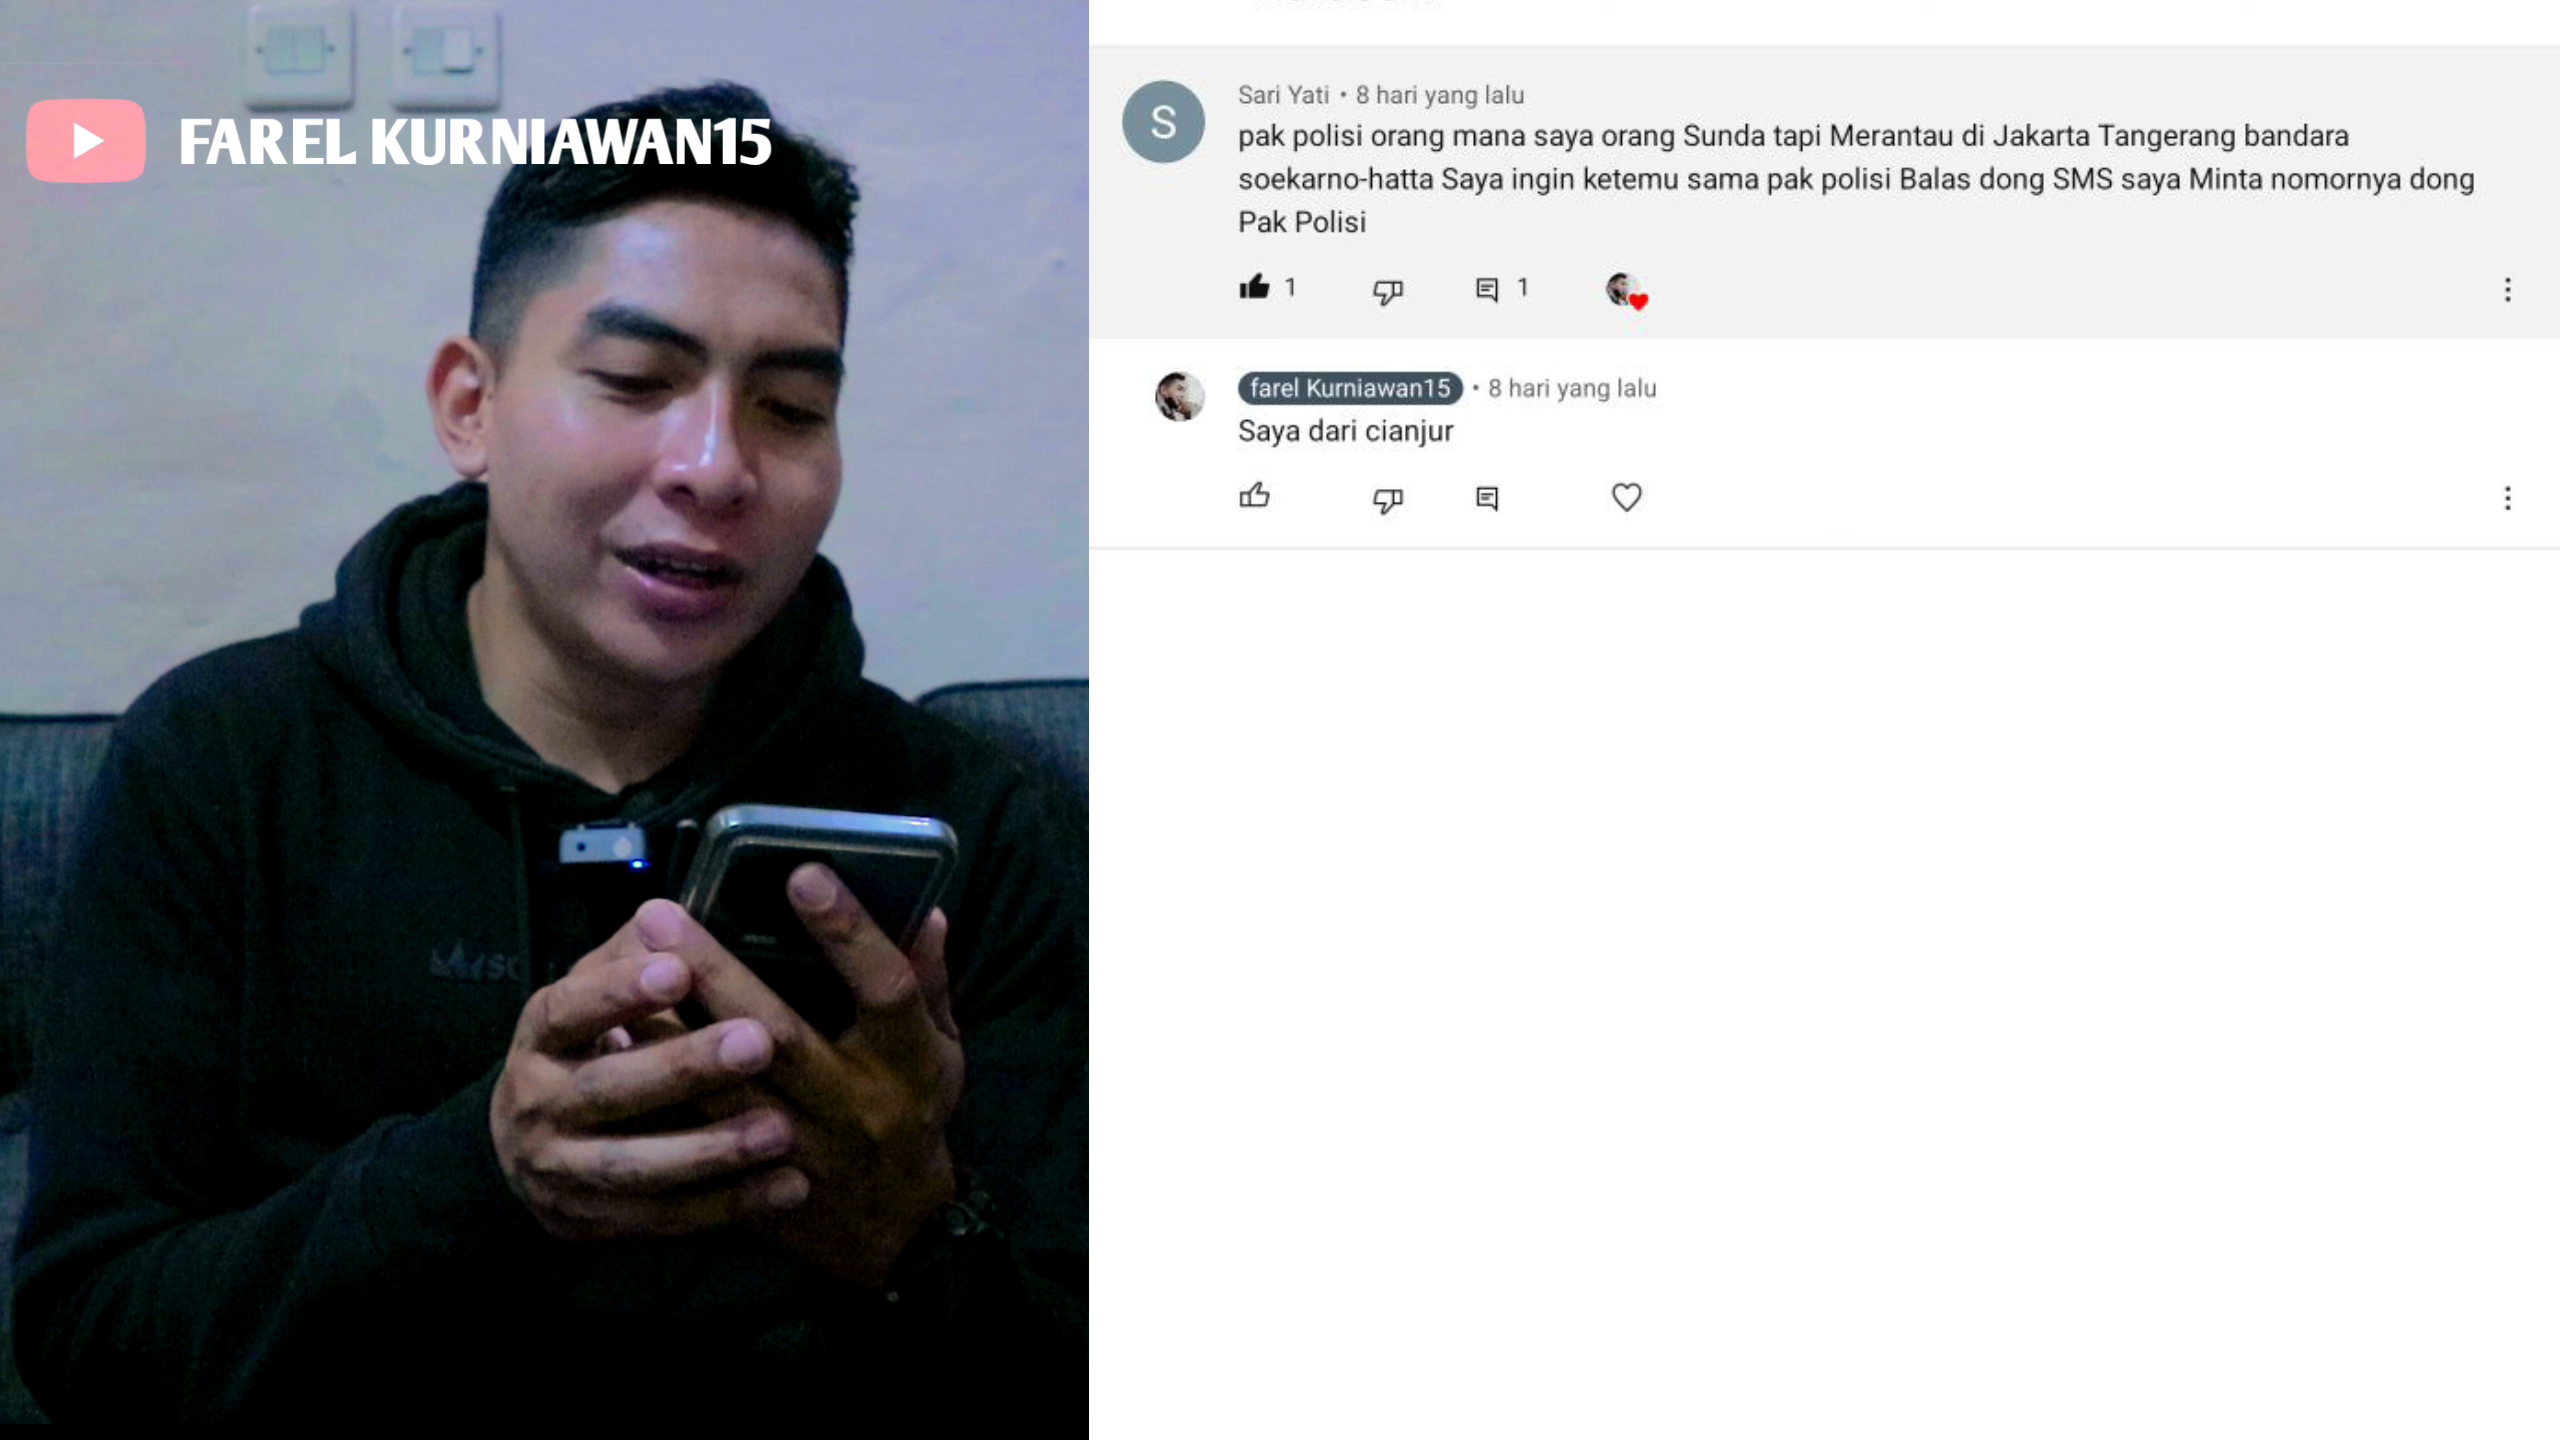 FAREL KURNIAWAN15
Sari Yati • 8 hari yang lalu
pak polisi orang mana saya orang Sunda tapi Merantau di Jakarta Tangerang bandara
soekarno-hatta Saya ingin ketemu sama pak polisi Balas dong SMS saya Minta nomornya dong
Pak Polisi
1
1
farel Kurniawan15 • 8 hari yang lalu
Saya dari cianjur